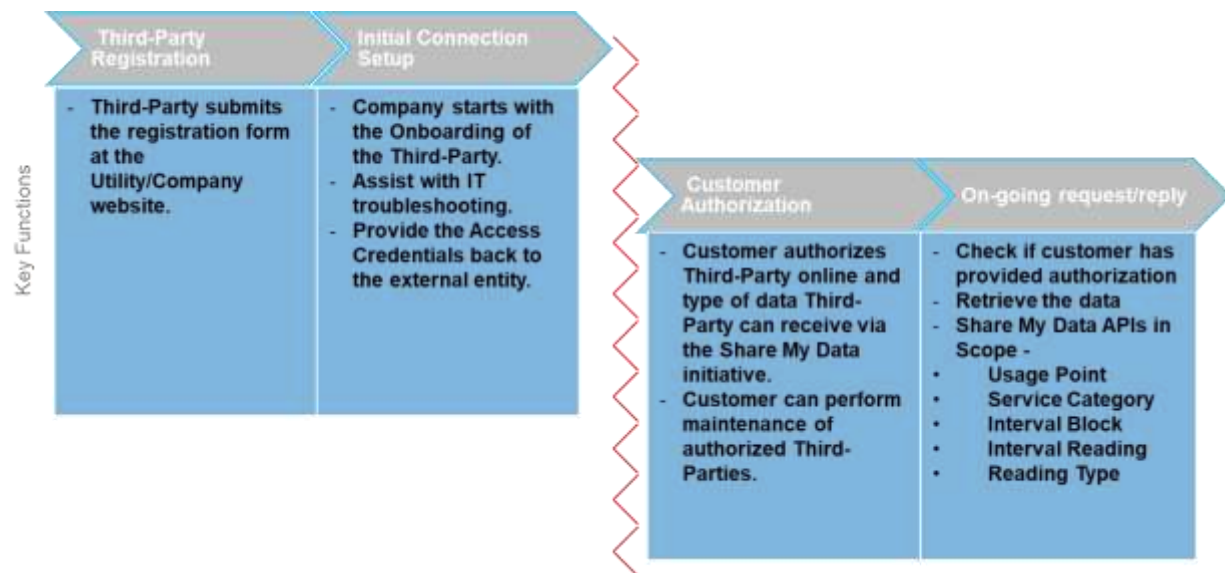 Third-Party
Registration
Initial Connection
Setup
Key Functions
- Third-Party submits
the registration form
at the
Utility/Company
website.
- Company starts with
the Onboarding of
the Third-Party.
- Assist with IT
troubleshooting.
- Provide the Access
Credentials back to
the external entity.
Customer
Authorization
On-going request/reply
- Customer authorizes
Third-Party online and
type of data Third-
Party can receive via
the Share My Data
initiative.
- Customer can perform
maintenance of
authorized Third-
Parties.
- Check if customer has
provided authorization
- Retrieve the data
- Share My Data APIs in
Scope -
• Usage Point
• Service Category
• Interval Block
• Interval Reading
• Reading Type